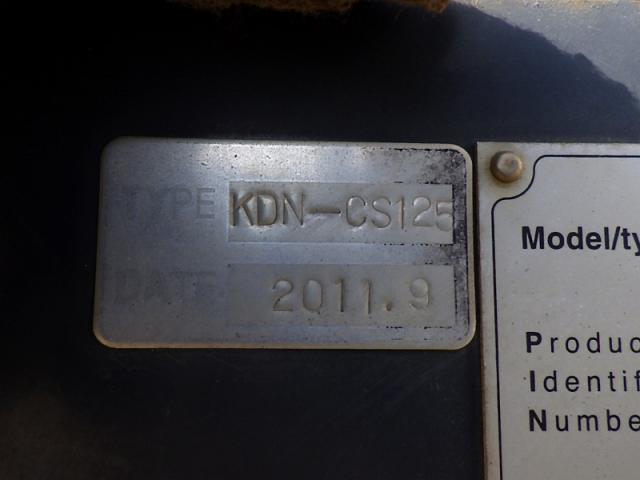 TYPE KDN-CS125
DATE 2011.9
Model/ty
Produc
Identif
Numbe